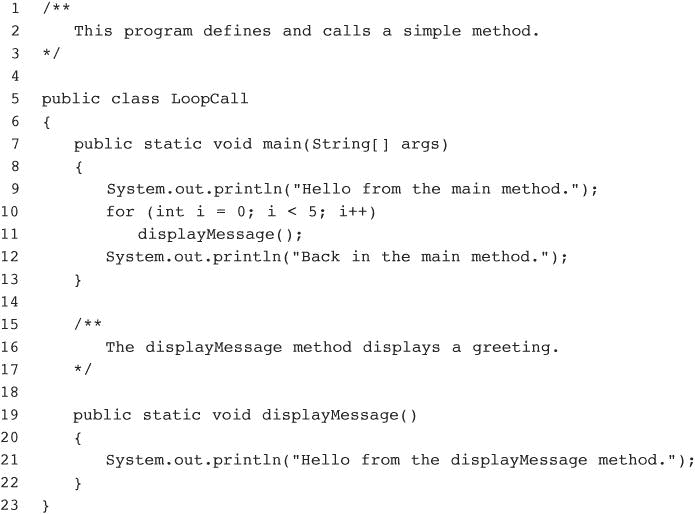 1 /**
2    This program defines and calls a simple method.
3 */
4
5 public class LoopCall
6 {
7    public static void main(String[] args)
8    {
9       System.out.println("Hello from the main method.");
10       for (int i = 0; i < 5; i++)
11          displayMessage();
12       System.out.println("Back in the main method.");
13    }
14
15    /**
16       The displayMessage method displays a greeting.
17    */
18
19    public static void displayMessage()
20    {
21       System.out.println("Hello from the displayMessage method.");
22    }
23 }